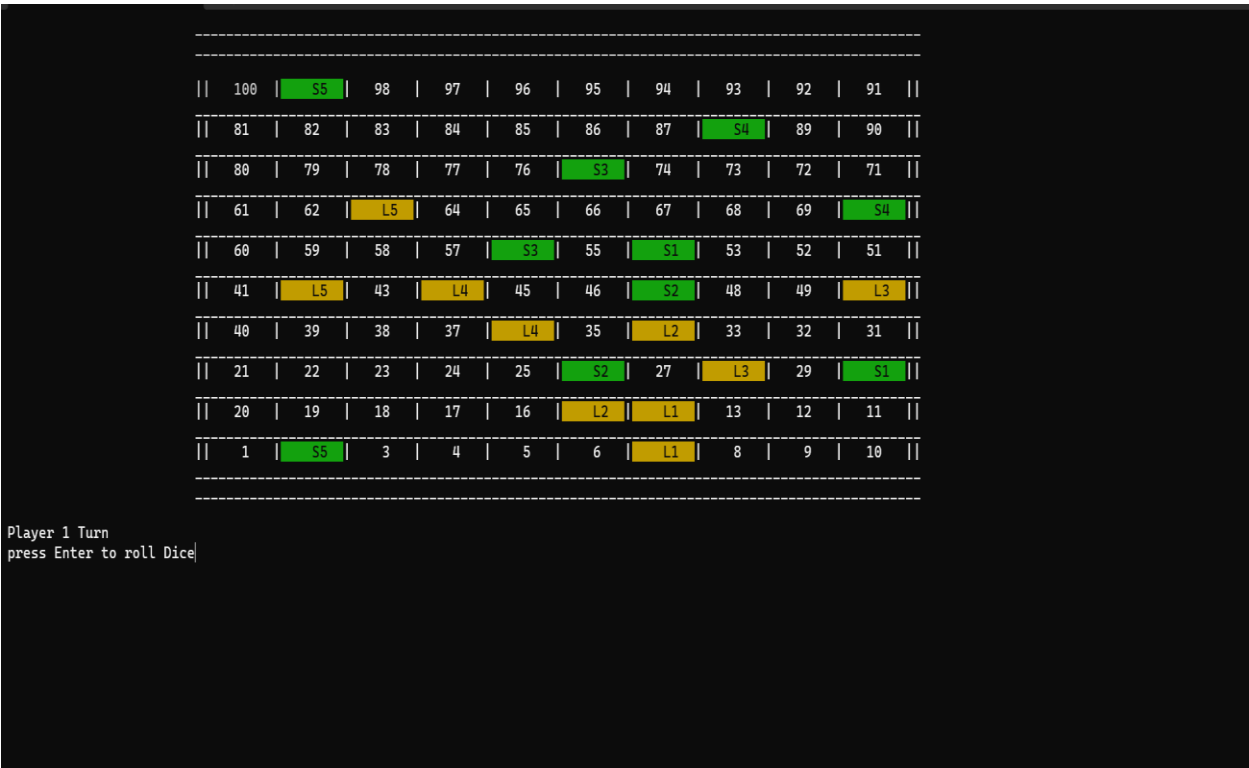 || 100 | S5 | 98 | 97 | 96 | 95 | 94 | 93 | 92 | 91 ||
|| 81 | 82 | 83 | 84 | 85 | 86 | 87 | S4 | 89 | 90 ||
|| 80 | 79 | 78 | 77 | 76 | S3 | 74 | 73 | 72 | 71 ||
|| 61 | 62 | L5 | 64 | 65 | 66 | 67 | 68 | 69 | S4 ||
|| 60 | 59 | 58 | 57 | S3 | 55 | S1 | 53 | 52 | 51 ||
|| 41 | L5 | 43 | L4 | 45 | 46 | S2 | 48 | 49 | L3 ||
|| 40 | 39 | 38 | 37 | L4 | 35 | L2 | 33 | 32 | 31 ||
|| 21 | 22 | 23 | 24 | 25 | S2 | 27 | L3 | 29 | S1 ||
|| 20 | 19 | 18 | 17 | 16 | L2 | L1 | 13 | 12 | 11 ||
|| 1 | S5 | 3 | 4 | 5 | 6 | L1 | 8 | 9 | 10 ||
Player 1 Turn
press Enter to roll Dice